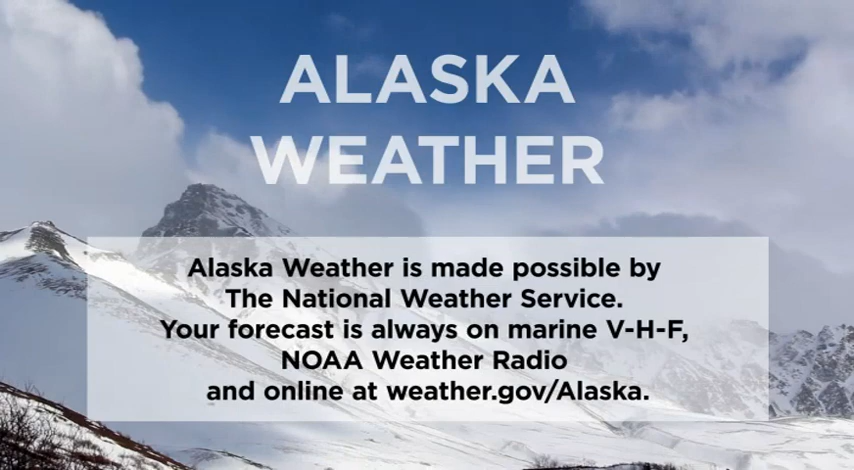 ALASKA
WEATHER
Alaska Weather is made possible by
The National Weather Service.
Your forecast is always on marine V-H-F,
NOAA Weather Radio
and online at weather.gov/Alaska.